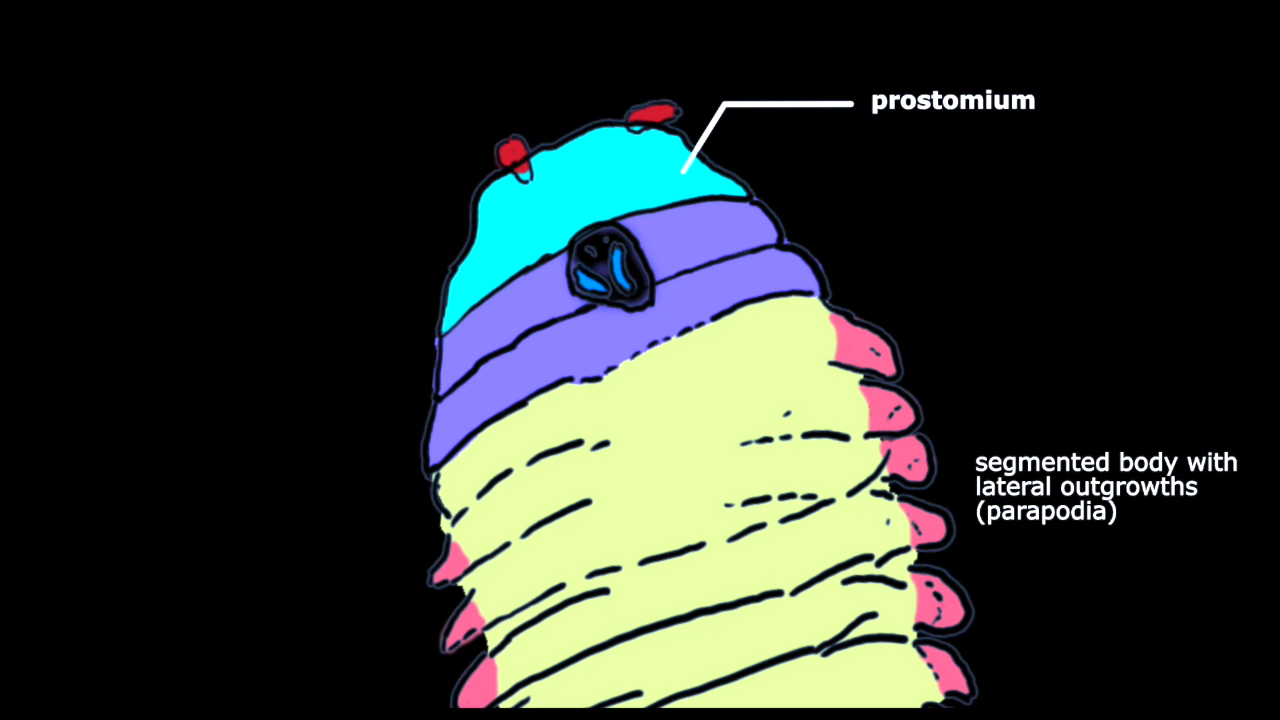 prostomium
segmented body with
lateral outgrowths
(parapodia)